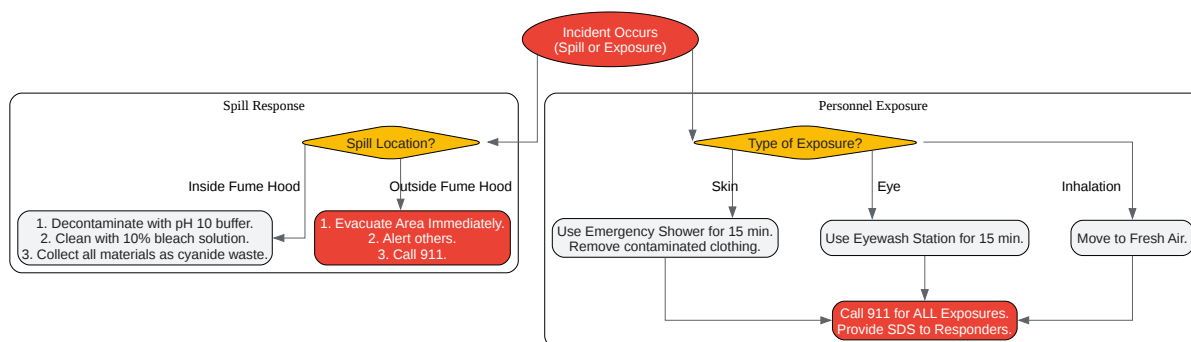 Incident Occurs
(Spill or Exposure)
Spill Response
Spill Location?
Inside Fume Hood
Outside Fume Hood
1. Decontaminate with pH 10 buffer.
2. Clean with 10% bleach solution.
3. Collect all materials as cyanide waste.
1. Evacuate Area Immediately.
2. Alert others.
3. Call 911.
Personnel Exposure
Type of Exposure?
Skin
Eye
Inhalation
Use Emergency Shower for 15 min.
Remove contaminated clothing.
Use Eyewash Station for 15 min.
Move to Fresh Air.
Call 911 for ALL Exposures.
Provide SDS to Responders.